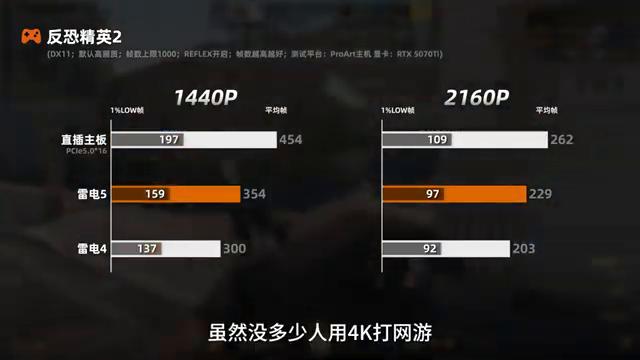 反恐精英2
(DX11；默认高画质；帧数上限1000；REFLEX开启；帧数越高越好；测试平台：ProArt主机 显卡：RTX 5070Ti)
1440P
1%LOW帧 平均帧
直插主板 197 454
PCIe5.0*16
雷电5 159 354
雷电4 137 300
2160P
1%LOW帧 平均帧
109 262
97 229
92 203
虽然没多少人用4K打网游